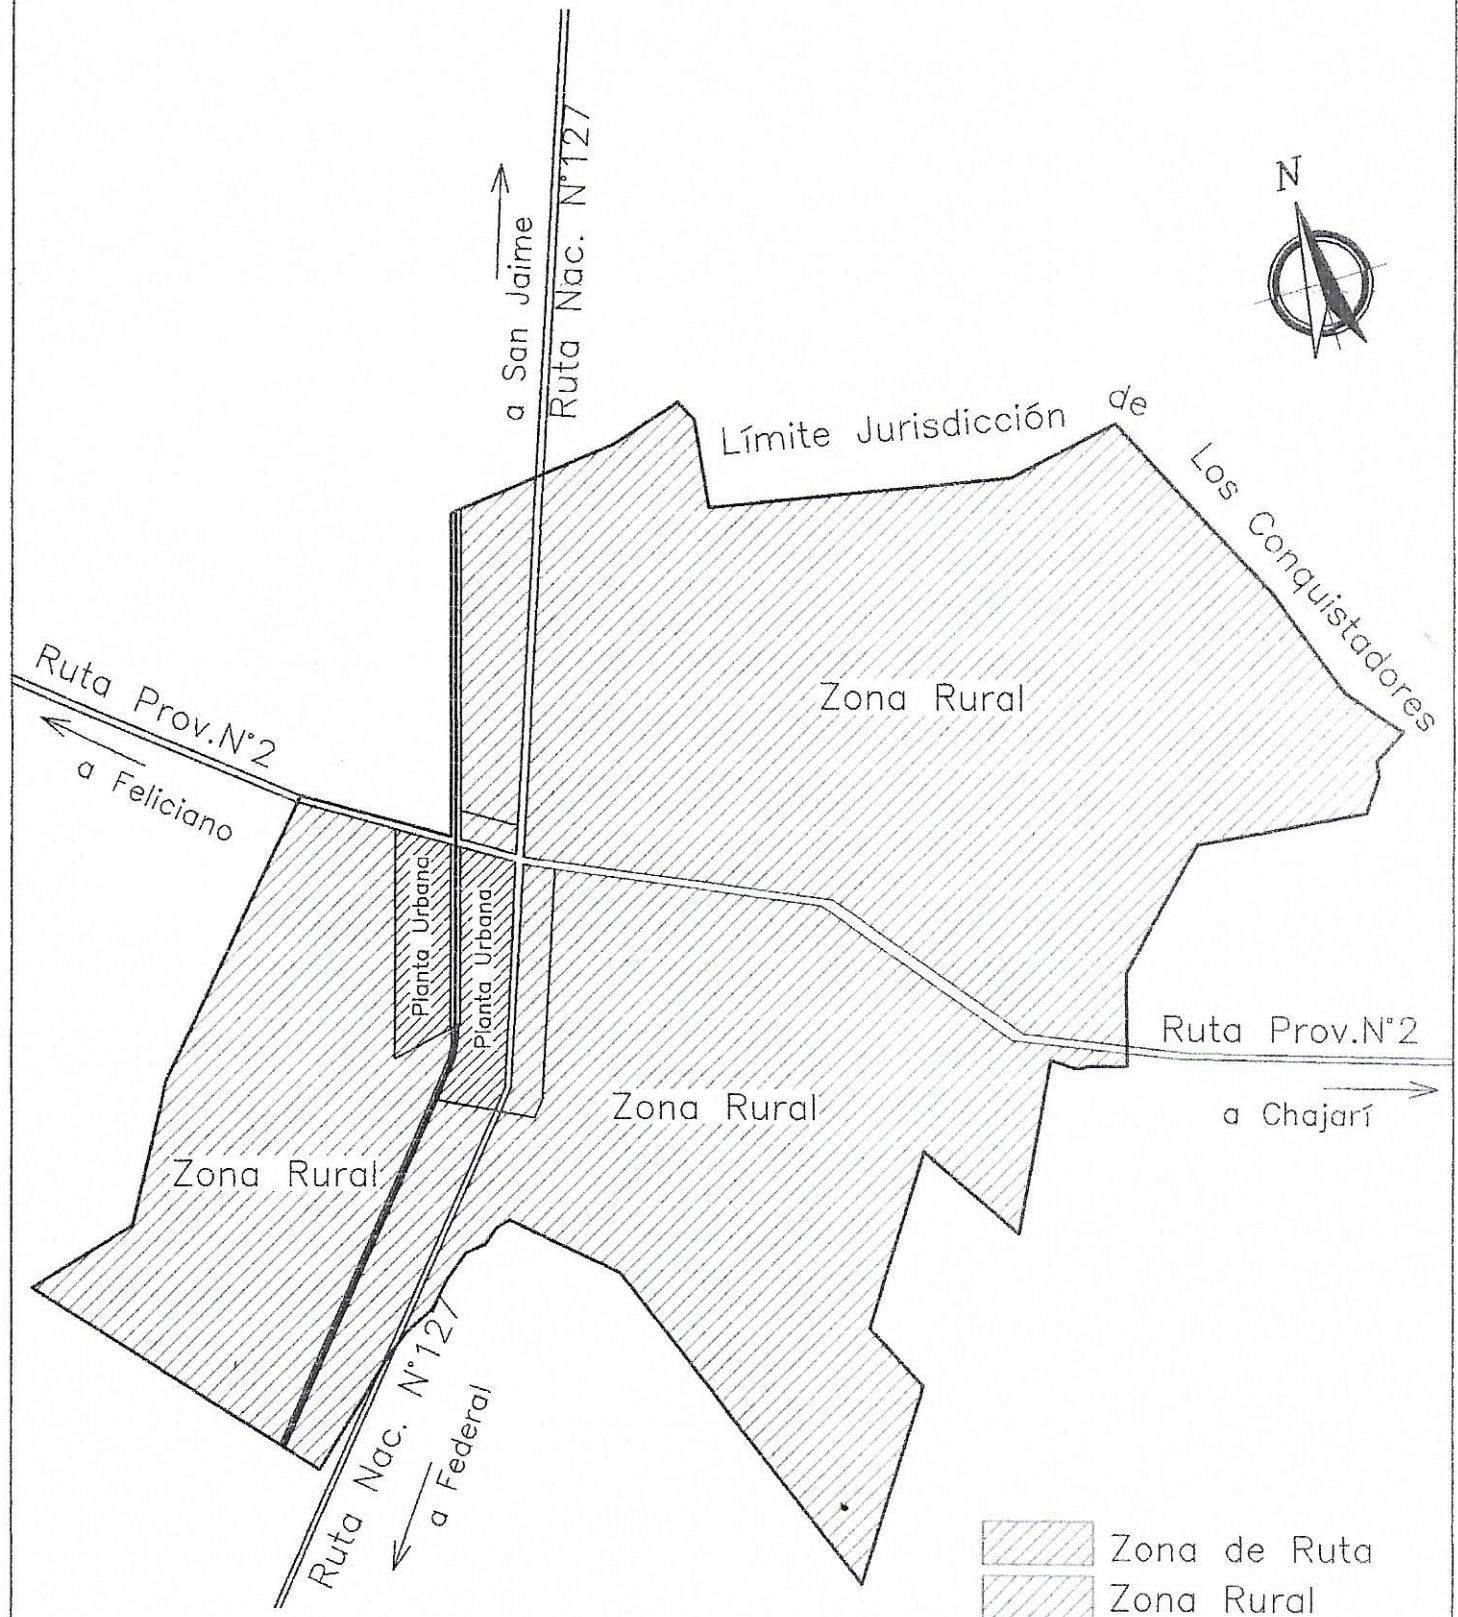 a San Jaime
Ruta Nac. N°127
N
Límite Jurisdicción de Los Conquistadores
Ruta Prov.N°2
a Feliciano
Zona Rural
Planta Urbana
Planta Urbana
Ruta Prov.N°2
a Chajarí
Zona Rural
Zona Rural
Ruta Nac. N°127
a Federal
Zona de Ruta
Zona Rural